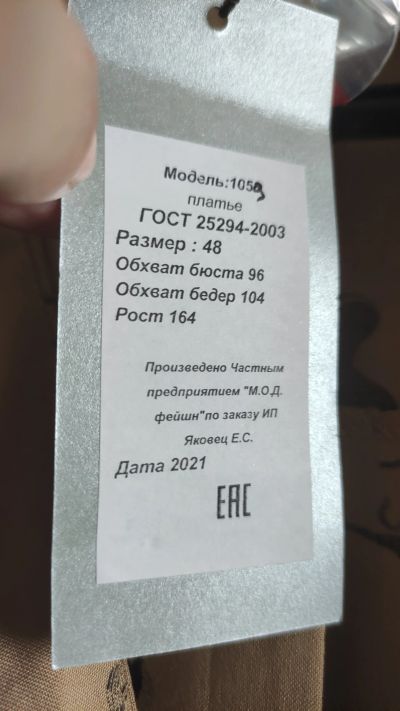 Модель:105
платье
ГОСТ 25294-2003
Размер : 48
Обхват бюста 96
Обхват бедер 104
Рост 164
Произведено Частным
предприятием "М.О.Д.
фейшн"по заказу ИП
Яковец Е.С.
Дата 2021
EAC